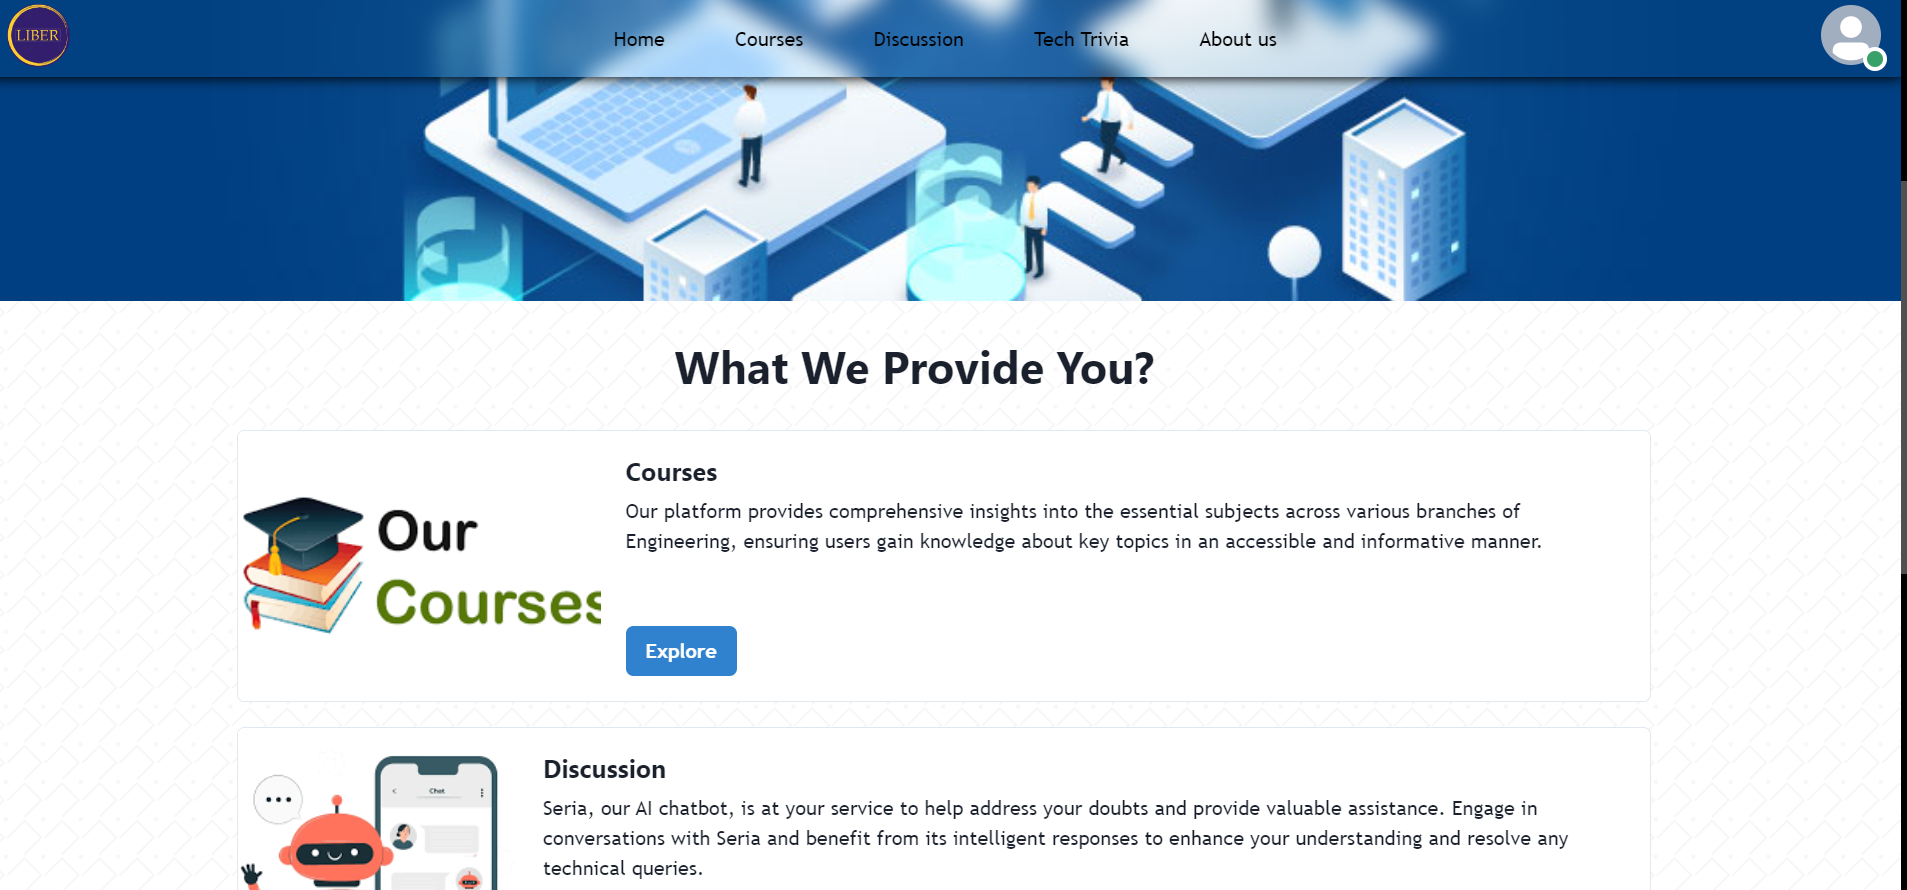 LIBER
Home Courses Discussion Tech Trivia About us
What We Provide You?
Our
Courses
Courses
Our platform provides comprehensive insights into the essential subjects across various branches of
Engineering, ensuring users gain knowledge about key topics in an accessible and informative manner.
Explore
Chat
Discussion
Seria, our AI chatbot, is at your service to help address your doubts and provide valuable assistance. Engage in
conversations with Seria and benefit from its intelligent responses to enhance your understanding and resolve any
technical queries.